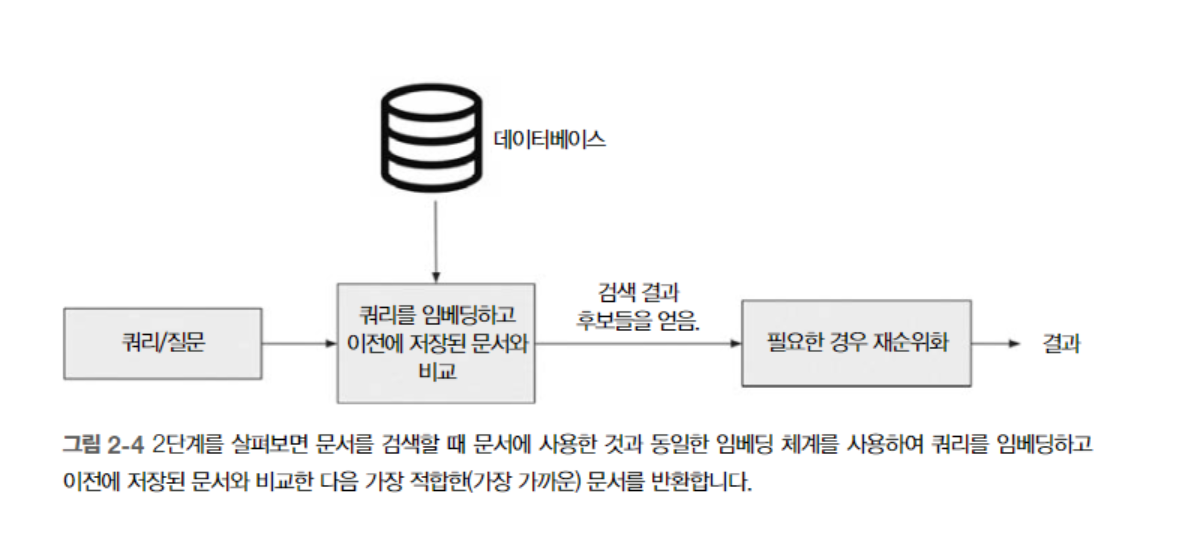 데이터베이스
쿼리/질문
쿼리를 임베딩하고
이전에 저장된 문서와
비교
검색 결과
후보들을 얻음.
필요한 경우 재순위화
결과
그림 2-4 2단계를 살펴보면 문서를 검색할 때 문서에 사용한 것과 동일한 임베딩 체계를 사용하여 쿼리를 임베딩하고
이전에 저장된 문서와 비교한 다음 가장 적합한(가장 가까운) 문서를 반환합니다.